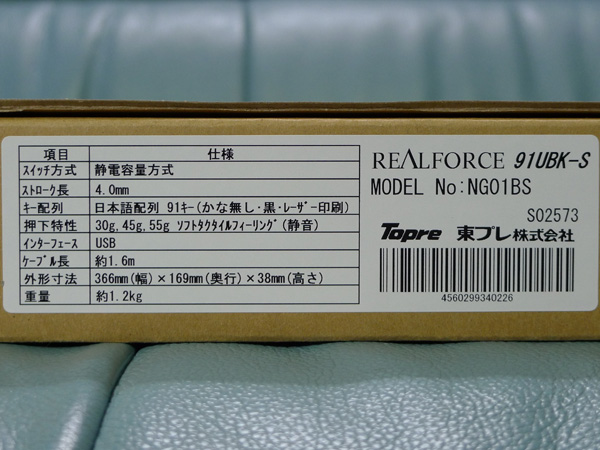 項目 仕様
スイッチ方式 静電容量方式
ストローク長 4.0mm
キー配列 日本語配列 91キー(かな無し・黒・レーザー印刷)
押下特性 30g,45g,55g ソフトタクタイルフィーリング(静音)
インターフェース USB
ケーブル長 約1.6m
外形寸法 366mm(幅)×169mm(奥行)×38mm(高さ)
重量 約1.2kg
REALFORCE 91UBK-S
MODEL No:NG01BS
S02573
Topre 東プレ株式会社
4560299340226